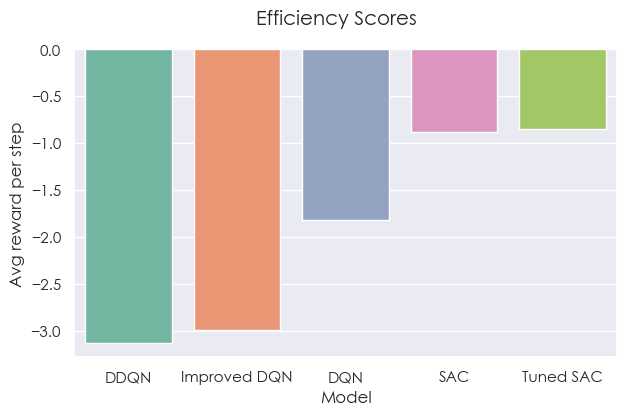 Efficiency Scores
0.0
−0.5
−1.0
−1.5
−2.0
−2.5
−3.0
Avg reward per step
DDQN Improved DQN DQN SAC Tuned SAC
Model